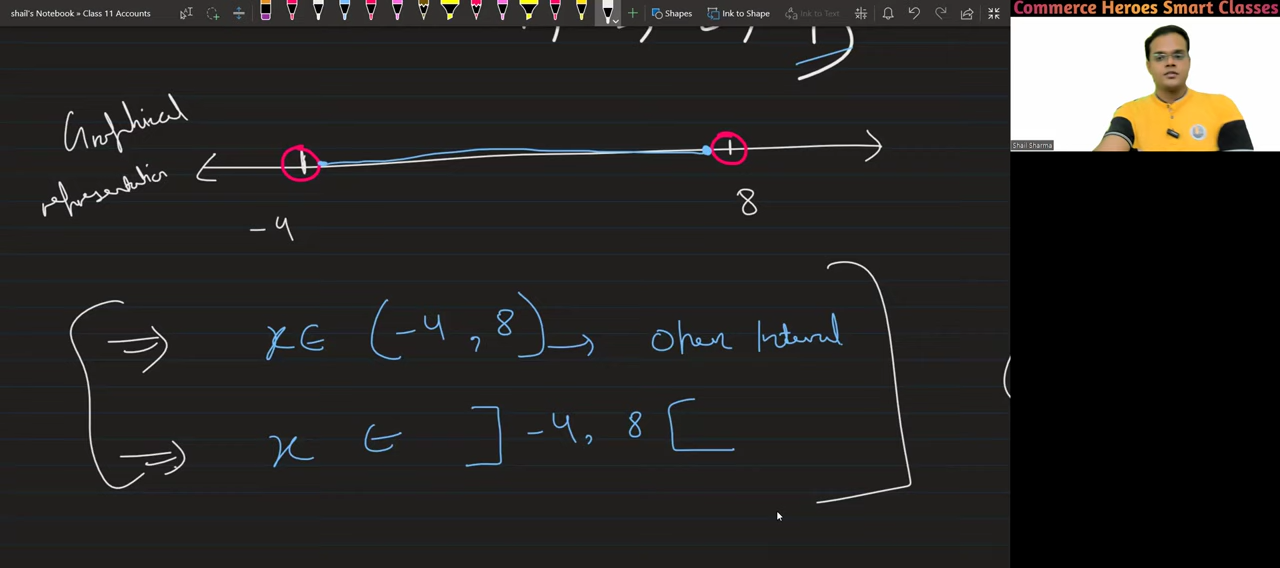 shail's Notebook » Class 11 Accounts
Shapes
Ink to Shape
Ink to Text
Commerce Heroes Smart Classes
Shail Sharma
Graphical
representation
-4
8
⇒ x ∈ (-4, 8) → Open Interval
⇒ x ∈ ]-4, 8[